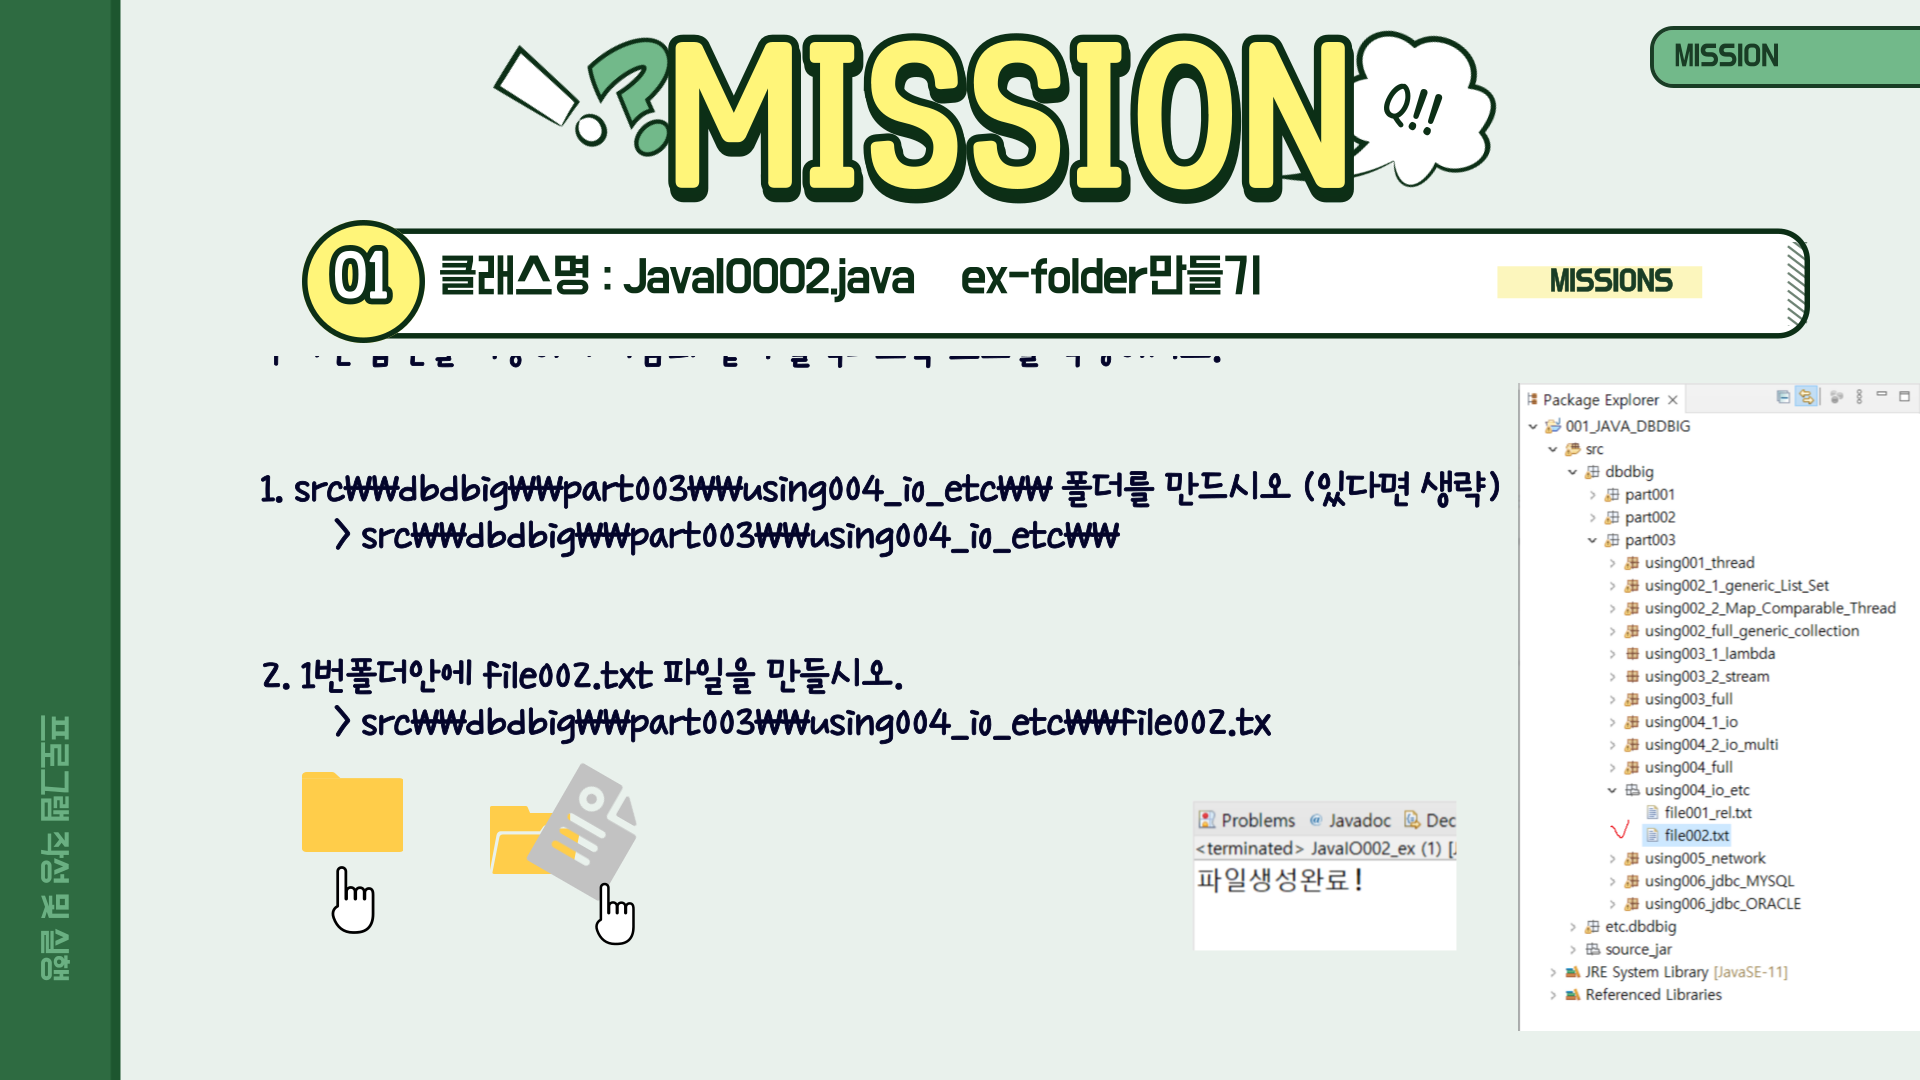 MISSION
Q!!
MISSION
01
클래스명 : JavaIO002.java ex-folder만들기
MISSIONS
1. src₩₩dbdbig₩₩part003₩₩using004_io_etc₩₩ 폴더를 만드시오 (있다면 생략)
> src₩₩dbdbig₩₩part003₩₩using004_io_etc₩₩
2. 1번폴더안에 file002.txt 파일을 만들시오.
> src₩₩dbdbig₩₩part003₩₩using004_io_etc₩₩file002.tx
프로그램 작성 및 실행
Problems @ Javadoc Dec
<terminated> JavaIO002_ex (1) [J
파일생성완료!
Package Explorer
001_JAVA_DBDBIG
src
dbdbig
part001
part002
part003
using001_thread
using002_1_generic_List_Set
using002_2_Map_Comparable_Thread
using002_full_generic_collection
using003_1_lambda
using003_2_stream
using003_full
using004_1_io
using004_2_io_multi
using004_full
using004_io_etc
file001_rel.txt
file002.txt
using005_network
using006_jdbc_MYSQL
using006_jdbc_ORACLE
etc.dbdbig
source_jar
JRE System Library [JavaSE-11]
Referenced Libraries